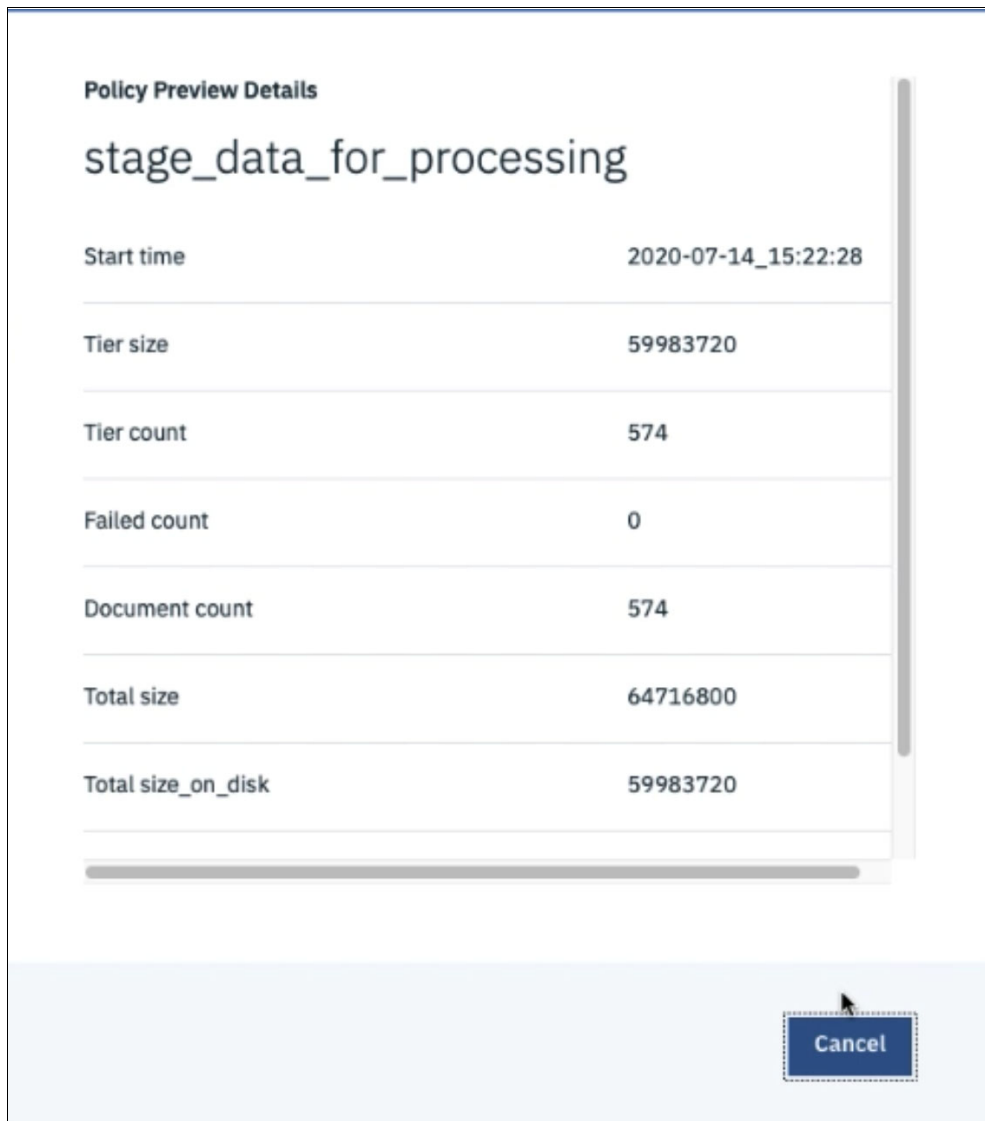 Policy Preview Details
stage_data_for_processing
Start time 2020-07-14_15:22:28
Tier size 59983720
Tier count 574
Failed count 0
Document count 574
Total size 64716800
Total size_on_disk 59983720
Cancel